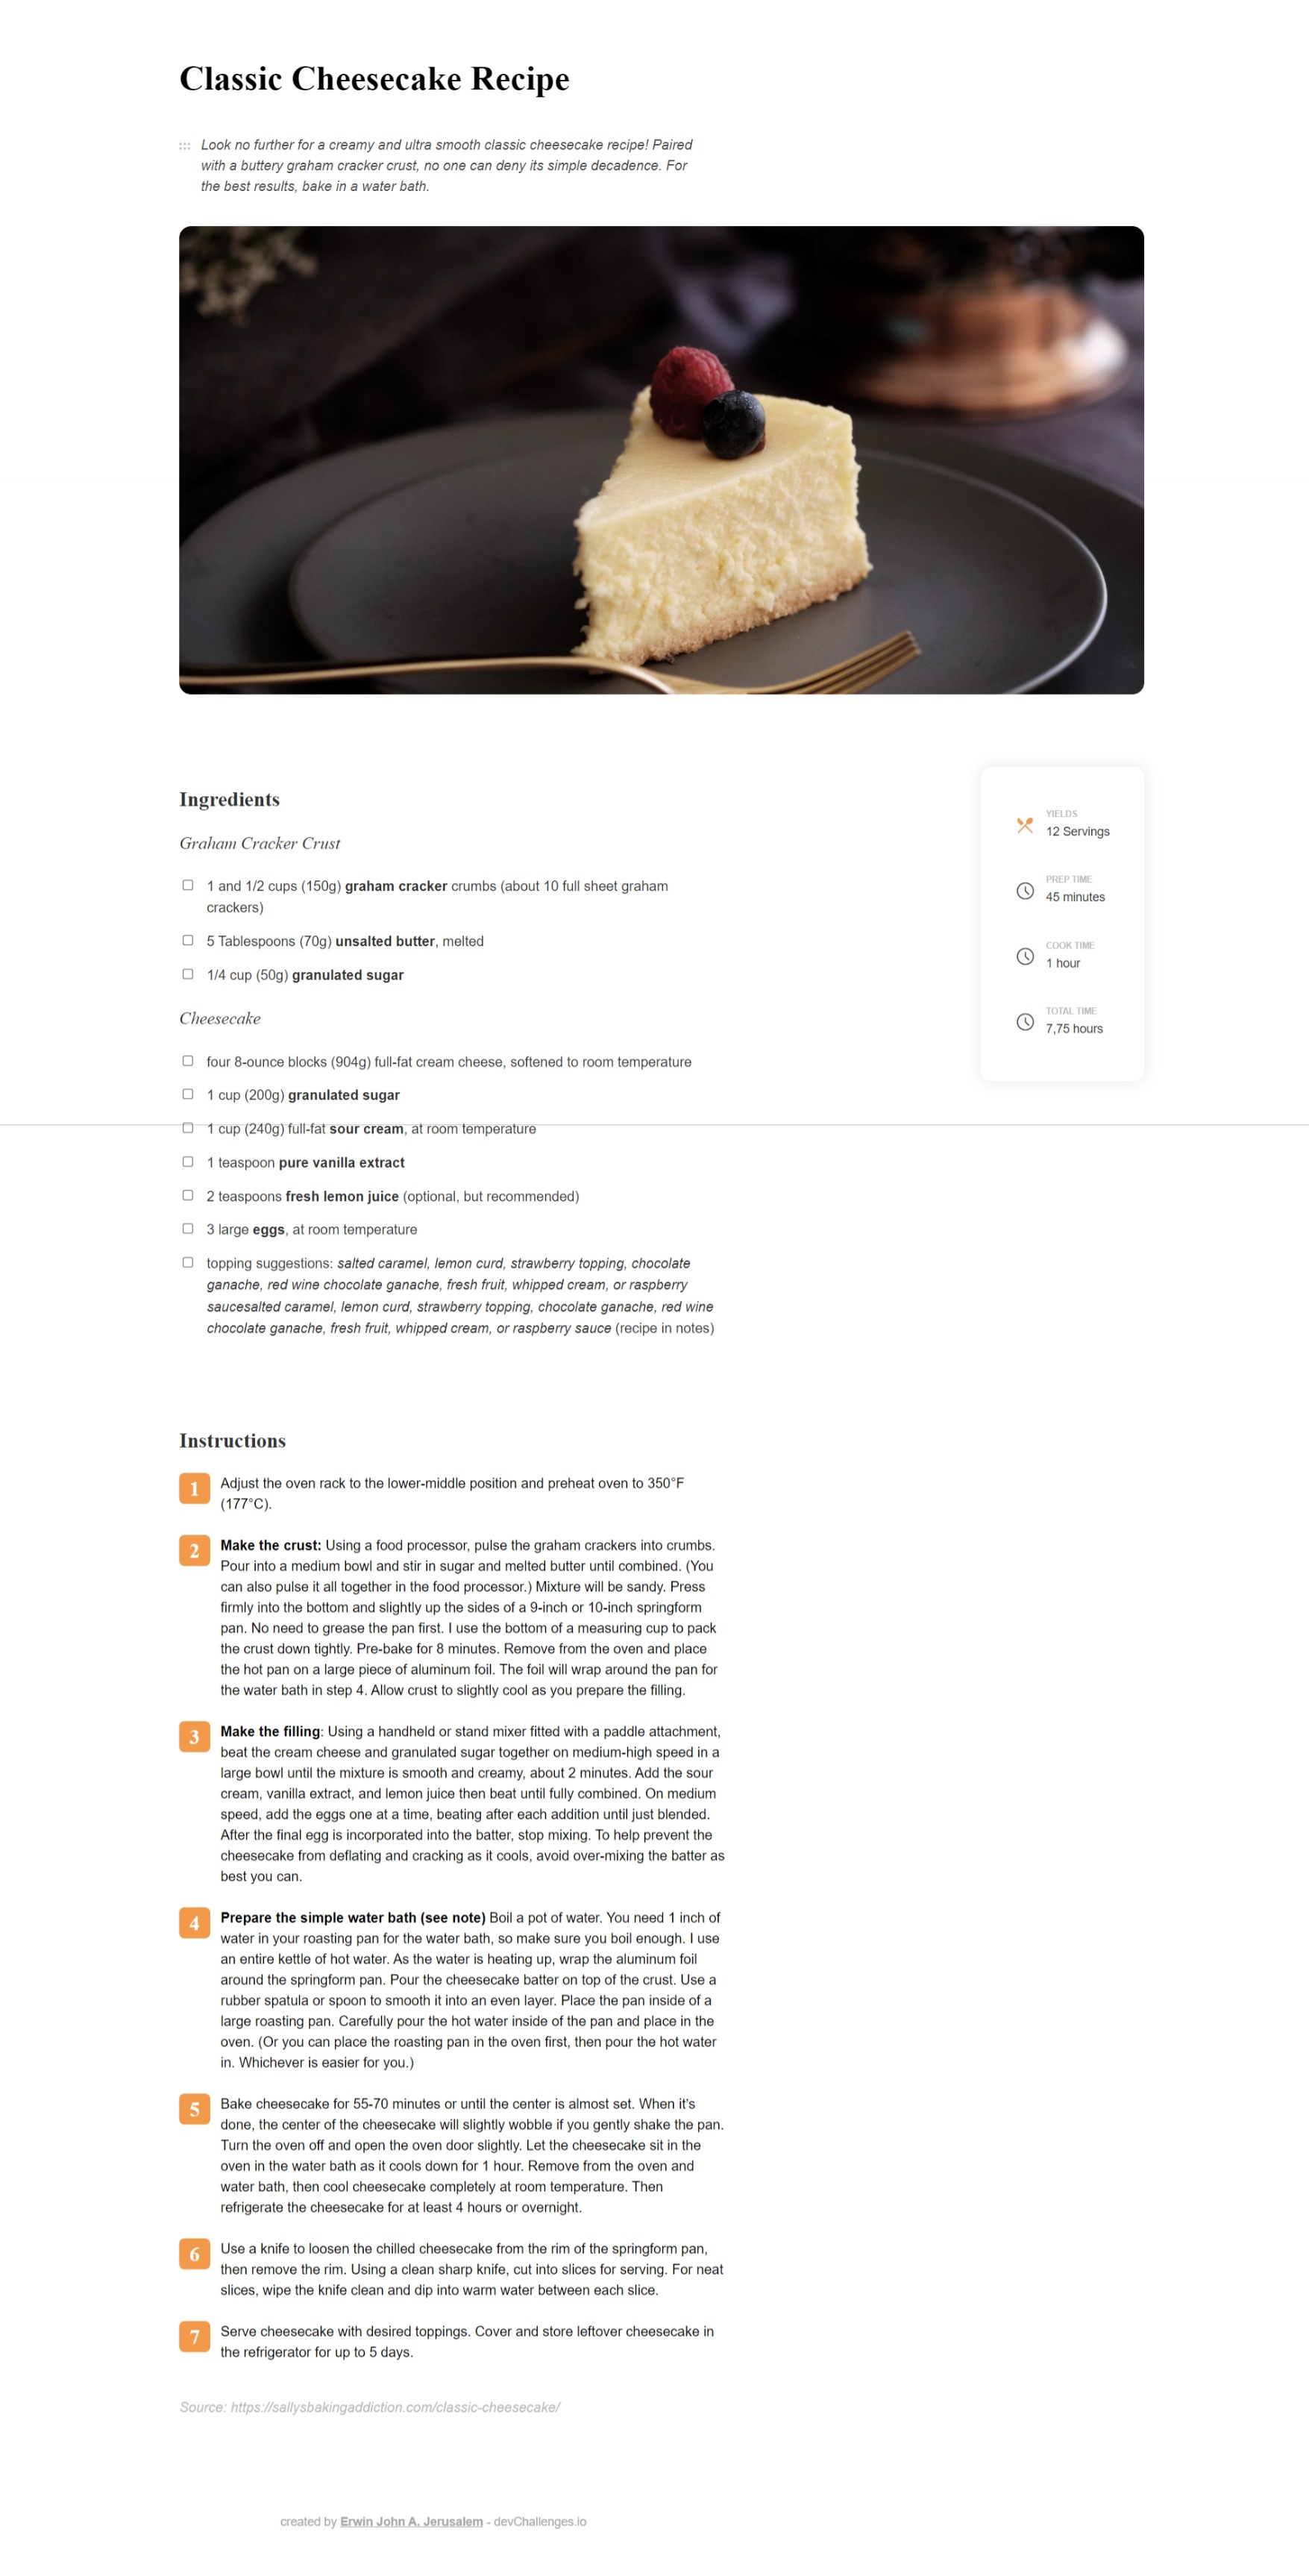 Classic Cheesecake Recipe
Look no further for a creamy and ultra smooth classic cheesecake recipe! Paired
with a buttery graham cracker crust, no one can deny its simple decadence. For
the best results, bake in a water bath.
Ingredients
Graham Cracker Crust
1 and 1/2 cups (150g) graham cracker crumbs (about 10 full sheet graham
crackers)
5 Tablespoons (70g) unsalted butter, melted
1/4 cup (50g) granulated sugar
Cheesecake
four 8-ounce blocks (904g) full-fat cream cheese, softened to room temperature
1 cup (200g) granulated sugar
1 cup (240g) full-fat sour cream, at room temperature
1 teaspoon pure vanilla extract
2 teaspoons fresh lemon juice (optional, but recommended)
3 large eggs, at room temperature
topping suggestions: salted caramel, lemon curd, strawberry topping, chocolate
ganache, red wine chocolate ganache, fresh fruit, whipped cream, or raspberry
saucesalted caramel, lemon curd, strawberry topping, chocolate ganache, red wine
chocolate ganache, fresh fruit, whipped cream, or raspberry sauce (recipe in notes)
YIELDS
12 Servings
PREP TIME
45 minutes
COOK TIME
1 hour
TOTAL TIME
7,75 hours
Instructions
1 Adjust the oven rack to the lower-middle position and preheat oven to 350°F
(177°C).
2 Make the crust: Using a food processor, pulse the graham crackers into crumbs.
Pour into a medium bowl and stir in sugar and melted butter until combined. (You
can also pulse it all together in the food processor.) Mixture will be sandy. Press
firmly into the bottom and slightly up the sides of a 9-inch or 10-inch springform
pan. No need to grease the pan first. I use the bottom of a measuring cup to pack
the crust down tightly. Pre-bake for 8 minutes. Remove from the oven and place
the hot pan on a large piece of aluminum foil. The foil will wrap around the pan for
the water bath in step 4. Allow crust to slightly cool as you prepare the filling.
3 Make the filling: Using a handheld or stand mixer fitted with a paddle attachment,
beat the cream cheese and granulated sugar together on medium-high speed in a
large bowl until the mixture is smooth and creamy, about 2 minutes. Add the sour
cream, vanilla extract, and lemon juice then beat until fully combined. On medium
speed, add the eggs one at a time, beating after each addition until just blended.
After the final egg is incorporated into the batter, stop mixing. To help prevent the
cheesecake from deflating and cracking as it cools, avoid over-mixing the batter as
best you can.
4 Prepare the simple water bath (see note) Boil a pot of water. You need 1 inch of
water in your roasting pan for the water bath, so make sure you boil enough. I use
an entire kettle of hot water. As the water is heating up, wrap the aluminum foil
around the springform pan. Pour the cheesecake batter on top of the crust. Use a
rubber spatula or spoon to smooth it into an even layer. Place the pan inside of a
large roasting pan. Carefully pour the hot water inside of the pan and place in the
oven. (Or you can place the roasting pan in the oven first, then pour the hot water
in. Whichever is easier for you.)
5 Bake cheesecake for 55-70 minutes or until the center is almost set. When it's
done, the center of the cheesecake will slightly wobble if you gently shake the pan.
Turn the oven off and open the oven door slightly. Let the cheesecake sit in the
oven in the water bath as it cools down for 1 hour. Remove from the oven and
water bath, then cool cheesecake completely at room temperature. Then
refrigerate the cheesecake for at least 4 hours or overnight.
6 Use a knife to loosen the chilled cheesecake from the rim of the springform pan,
then remove the rim. Using a clean sharp knife, cut into slices for serving. For neat
slices, wipe the knife clean and dip into warm water between each slice.
7 Serve cheesecake with desired toppings. Cover and store leftover cheesecake in
the refrigerator for up to 5 days.
Source: https://sallysbakingaddiction.com/classic-cheesecake/
created by Erwin John A. Jerusalem - devChallenges.io